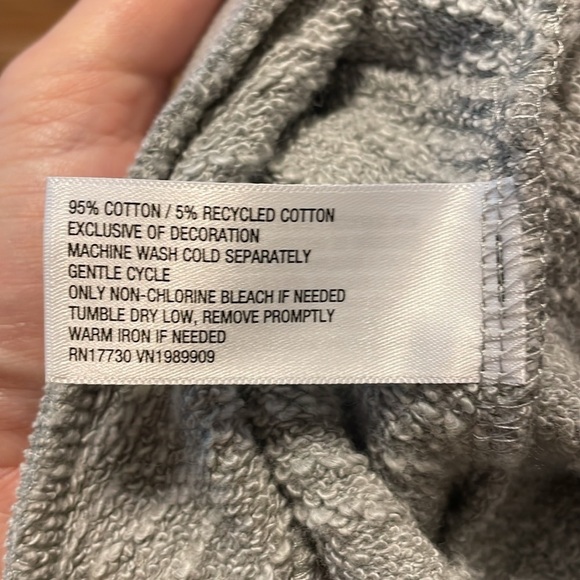 95% COTTON / 5% RECYCLED COTTON
EXCLUSIVE OF DECORATION
MACHINE WASH COLD SEPARATELY
GENTLE CYCLE
ONLY NON-CHLORINE BLEACH IF NEEDED
TUMBLE DRY LOW, REMOVE PROMPTLY
WARM IRON IF NEEDED
RN17730 VN1989909